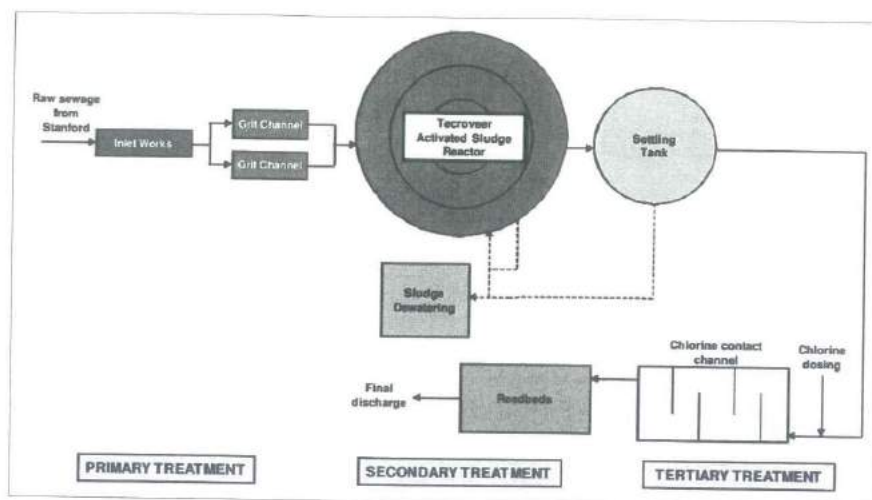 Raw sewage
from
Stanford
Inlet Works
Grit Channel
Grit Channel
Tecroveer
Activated Sludge
Reactor
Settling
Tank
Sludge
Dewatering
Chlorine contact
channel
Chlorine
dosing
Final
discharge
Reedbeds
PRIMARY TREATMENT
SECONDARY TREATMENT
TERTIARY TREATMENT